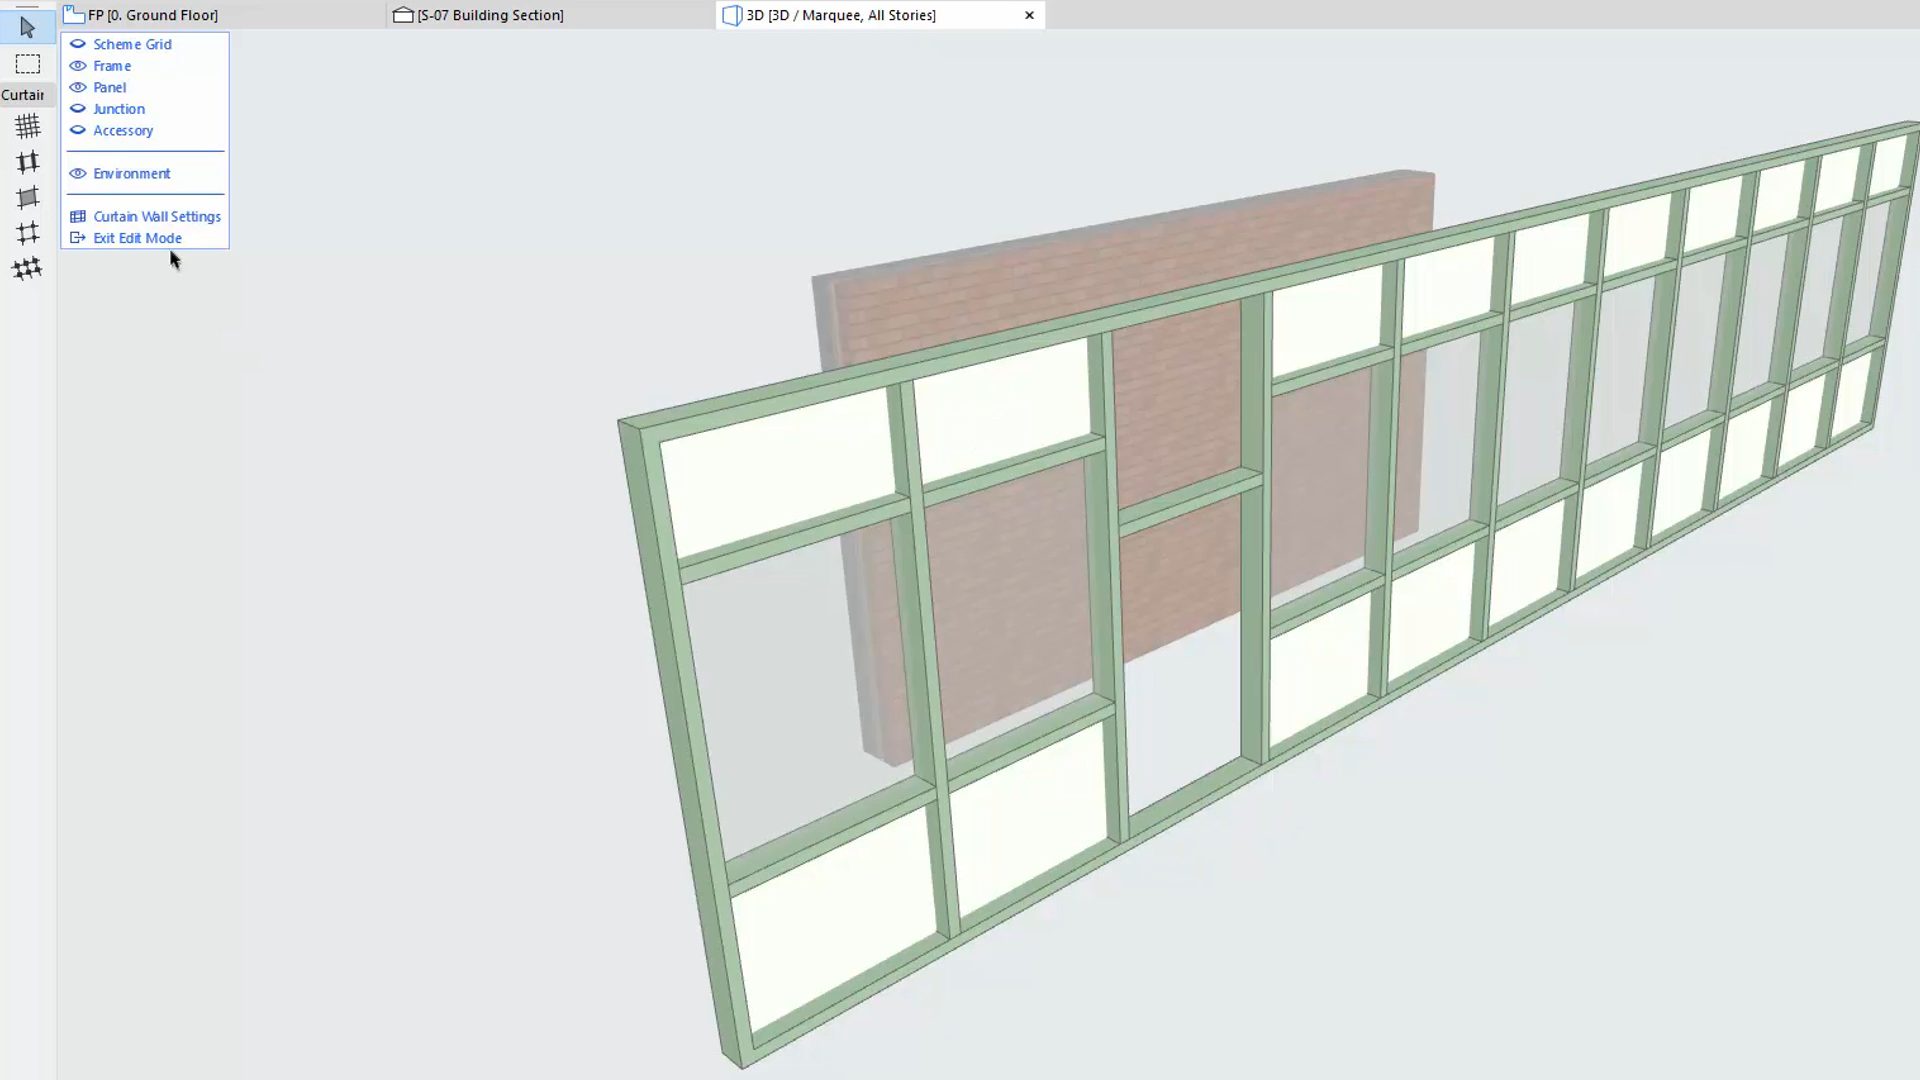 FP [0. Ground Floor]
[S-07 Building Section]
3D [3D / Marquee, All Stories]
Scheme Grid
Frame
Panel
Curtair
Junction
Accessory
Environment
Curtain Wall Settings
Exit Edit Mode